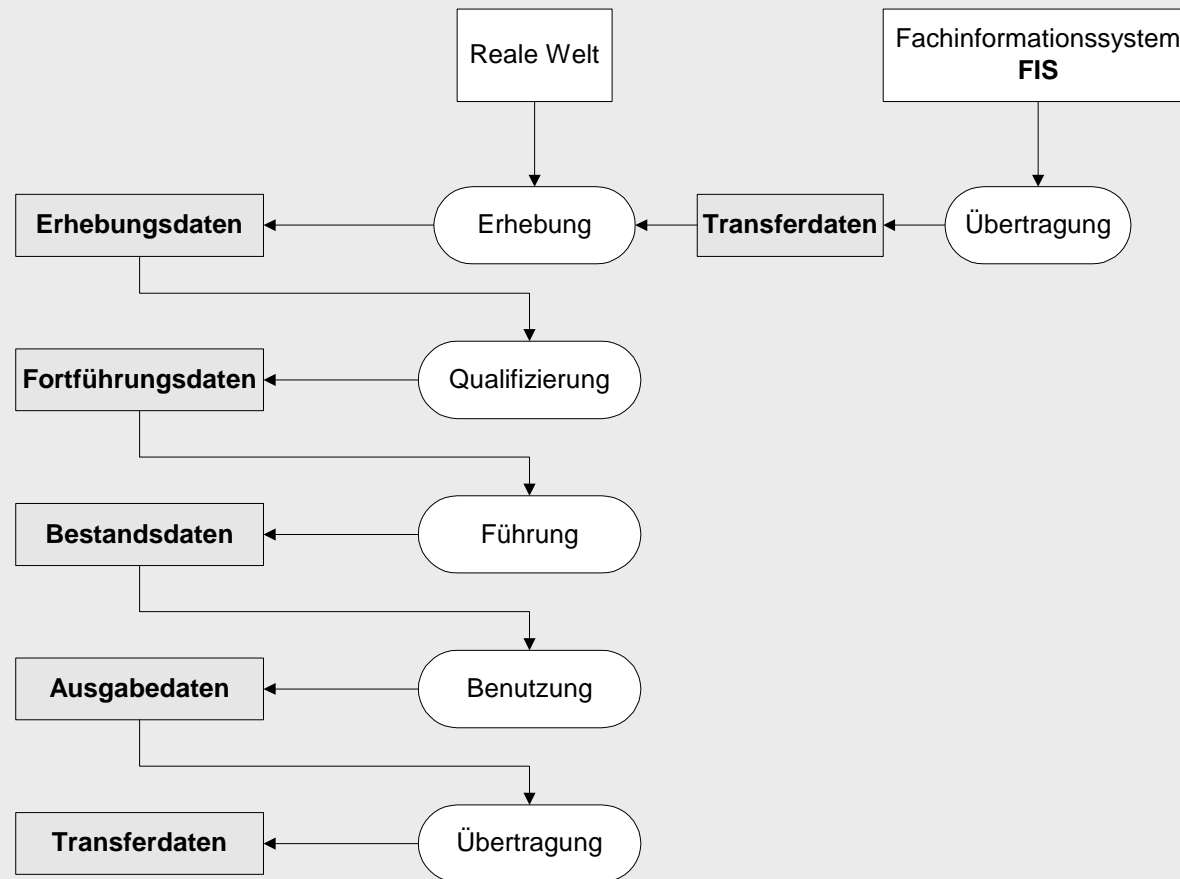 Reale Welt
Fachinformationssystem
FIS
Erhebungsdaten
Erhebung
Transferdaten
Übertragung
Fortführungsdaten
Qualifizierung
Bestandsdaten
Führung
Ausgabedaten
Benutzung
Transferdaten
Übertragung